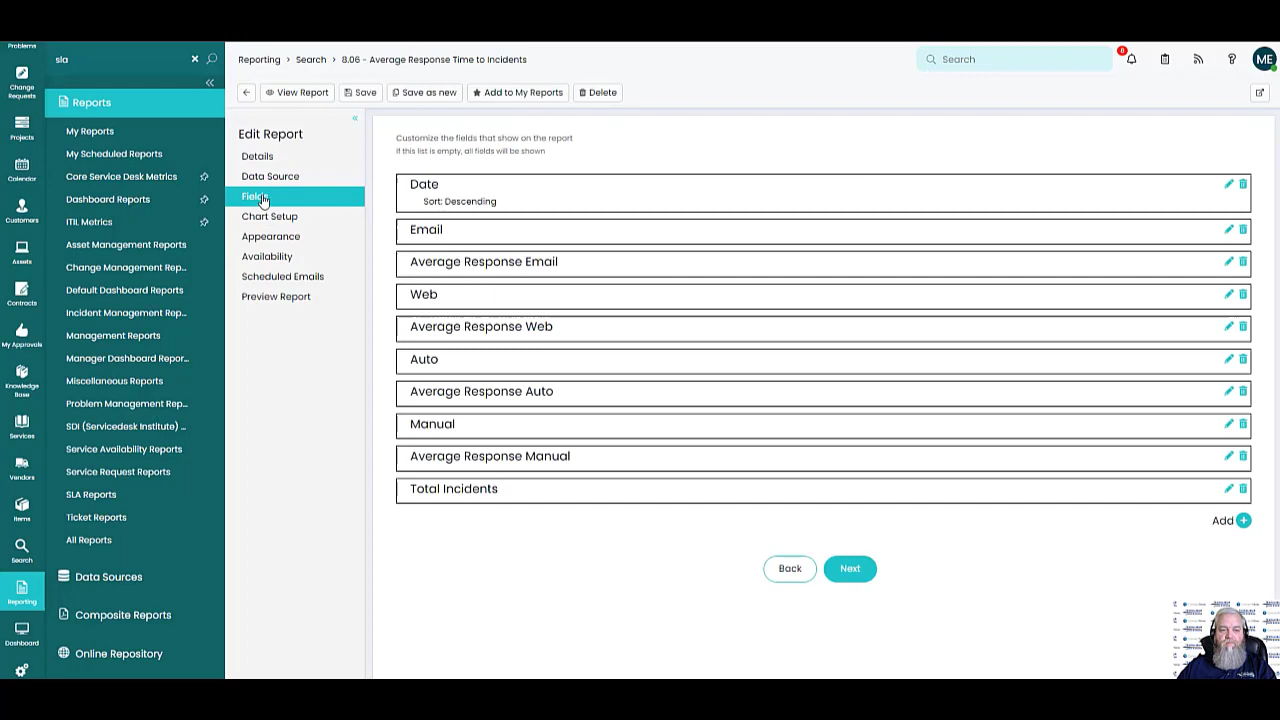 Problems
Change
Requests
Projects
Calendar
Customers
Assets
Contracts
My Approvals
Knowledge
Base
Services
Vendors
Items
Search
Reporting
Dashboard
sla
Reports
My Reports
My Scheduled Reports
Core Service Desk Metrics
Dashboard Reports
ITIL Metrics
Asset Management Reports
Change Management Rep...
Default Dashboard Reports
Incident Management Rep...
Management Reports
Manager Dashboard Repor...
Miscellaneous Reports
Problem Management Rep...
SDI (Servicedesk Institute) ...
Service Availability Reports
Service Request Reports
SLA Reports
Ticket Reports
All Reports
Data Sources
Composite Reports
Online Repository
Reporting > Search > 8.06 - Average Response Time to Incidents
Search
8
ME
View Report
Save
Save as new
Add to My Reports
Delete
Edit Report
Details
Data Source
Fields
Chart Setup
Appearance
Availability
Scheduled Emails
Preview Report
Customize the fields that show on the report
If this list is empty, all fields will be shown
Date
Sort: Descending
Email
Average Response Email
Web
Average Response Web
Auto
Average Response Auto
Manual
Average Response Manual
Total Incidents
Add
Back
Next